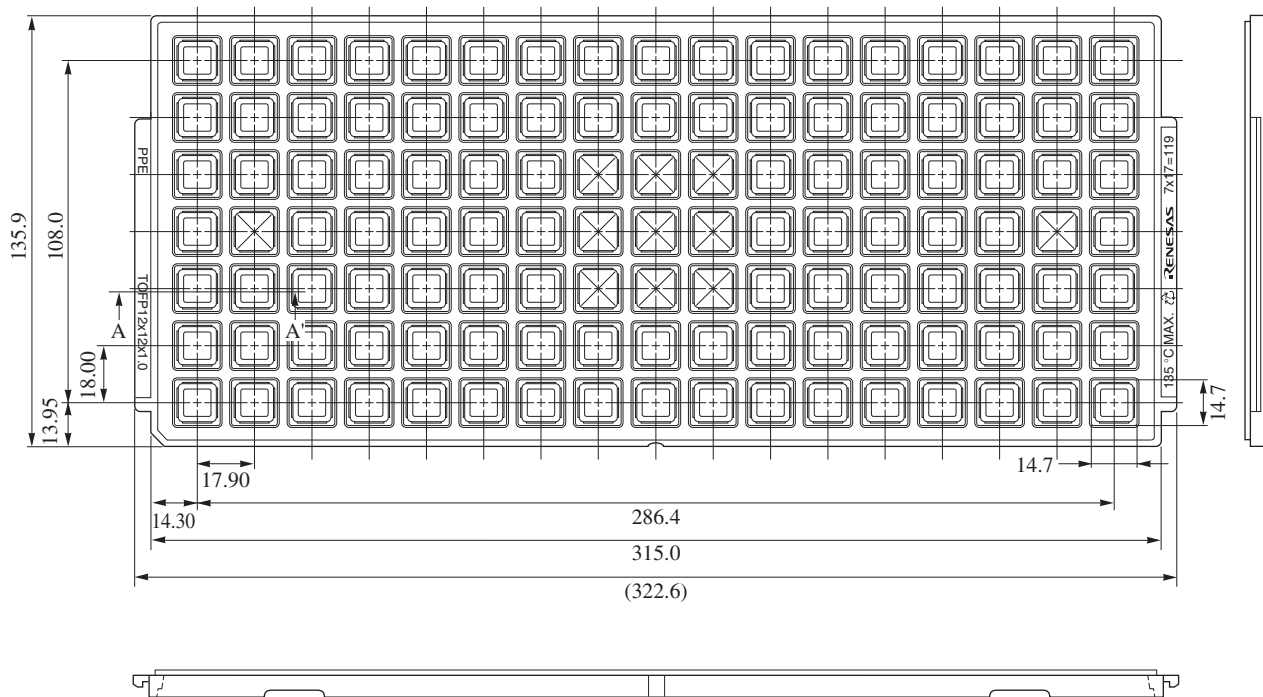 135.9
108.0
18.00
13.95
PPE
TQFP12x12x1.0
A
A'
135 °C MAX.
RENESAS
7x17=119
14.7
14.7
17.90
14.30
286.4
315.0
(322.6)